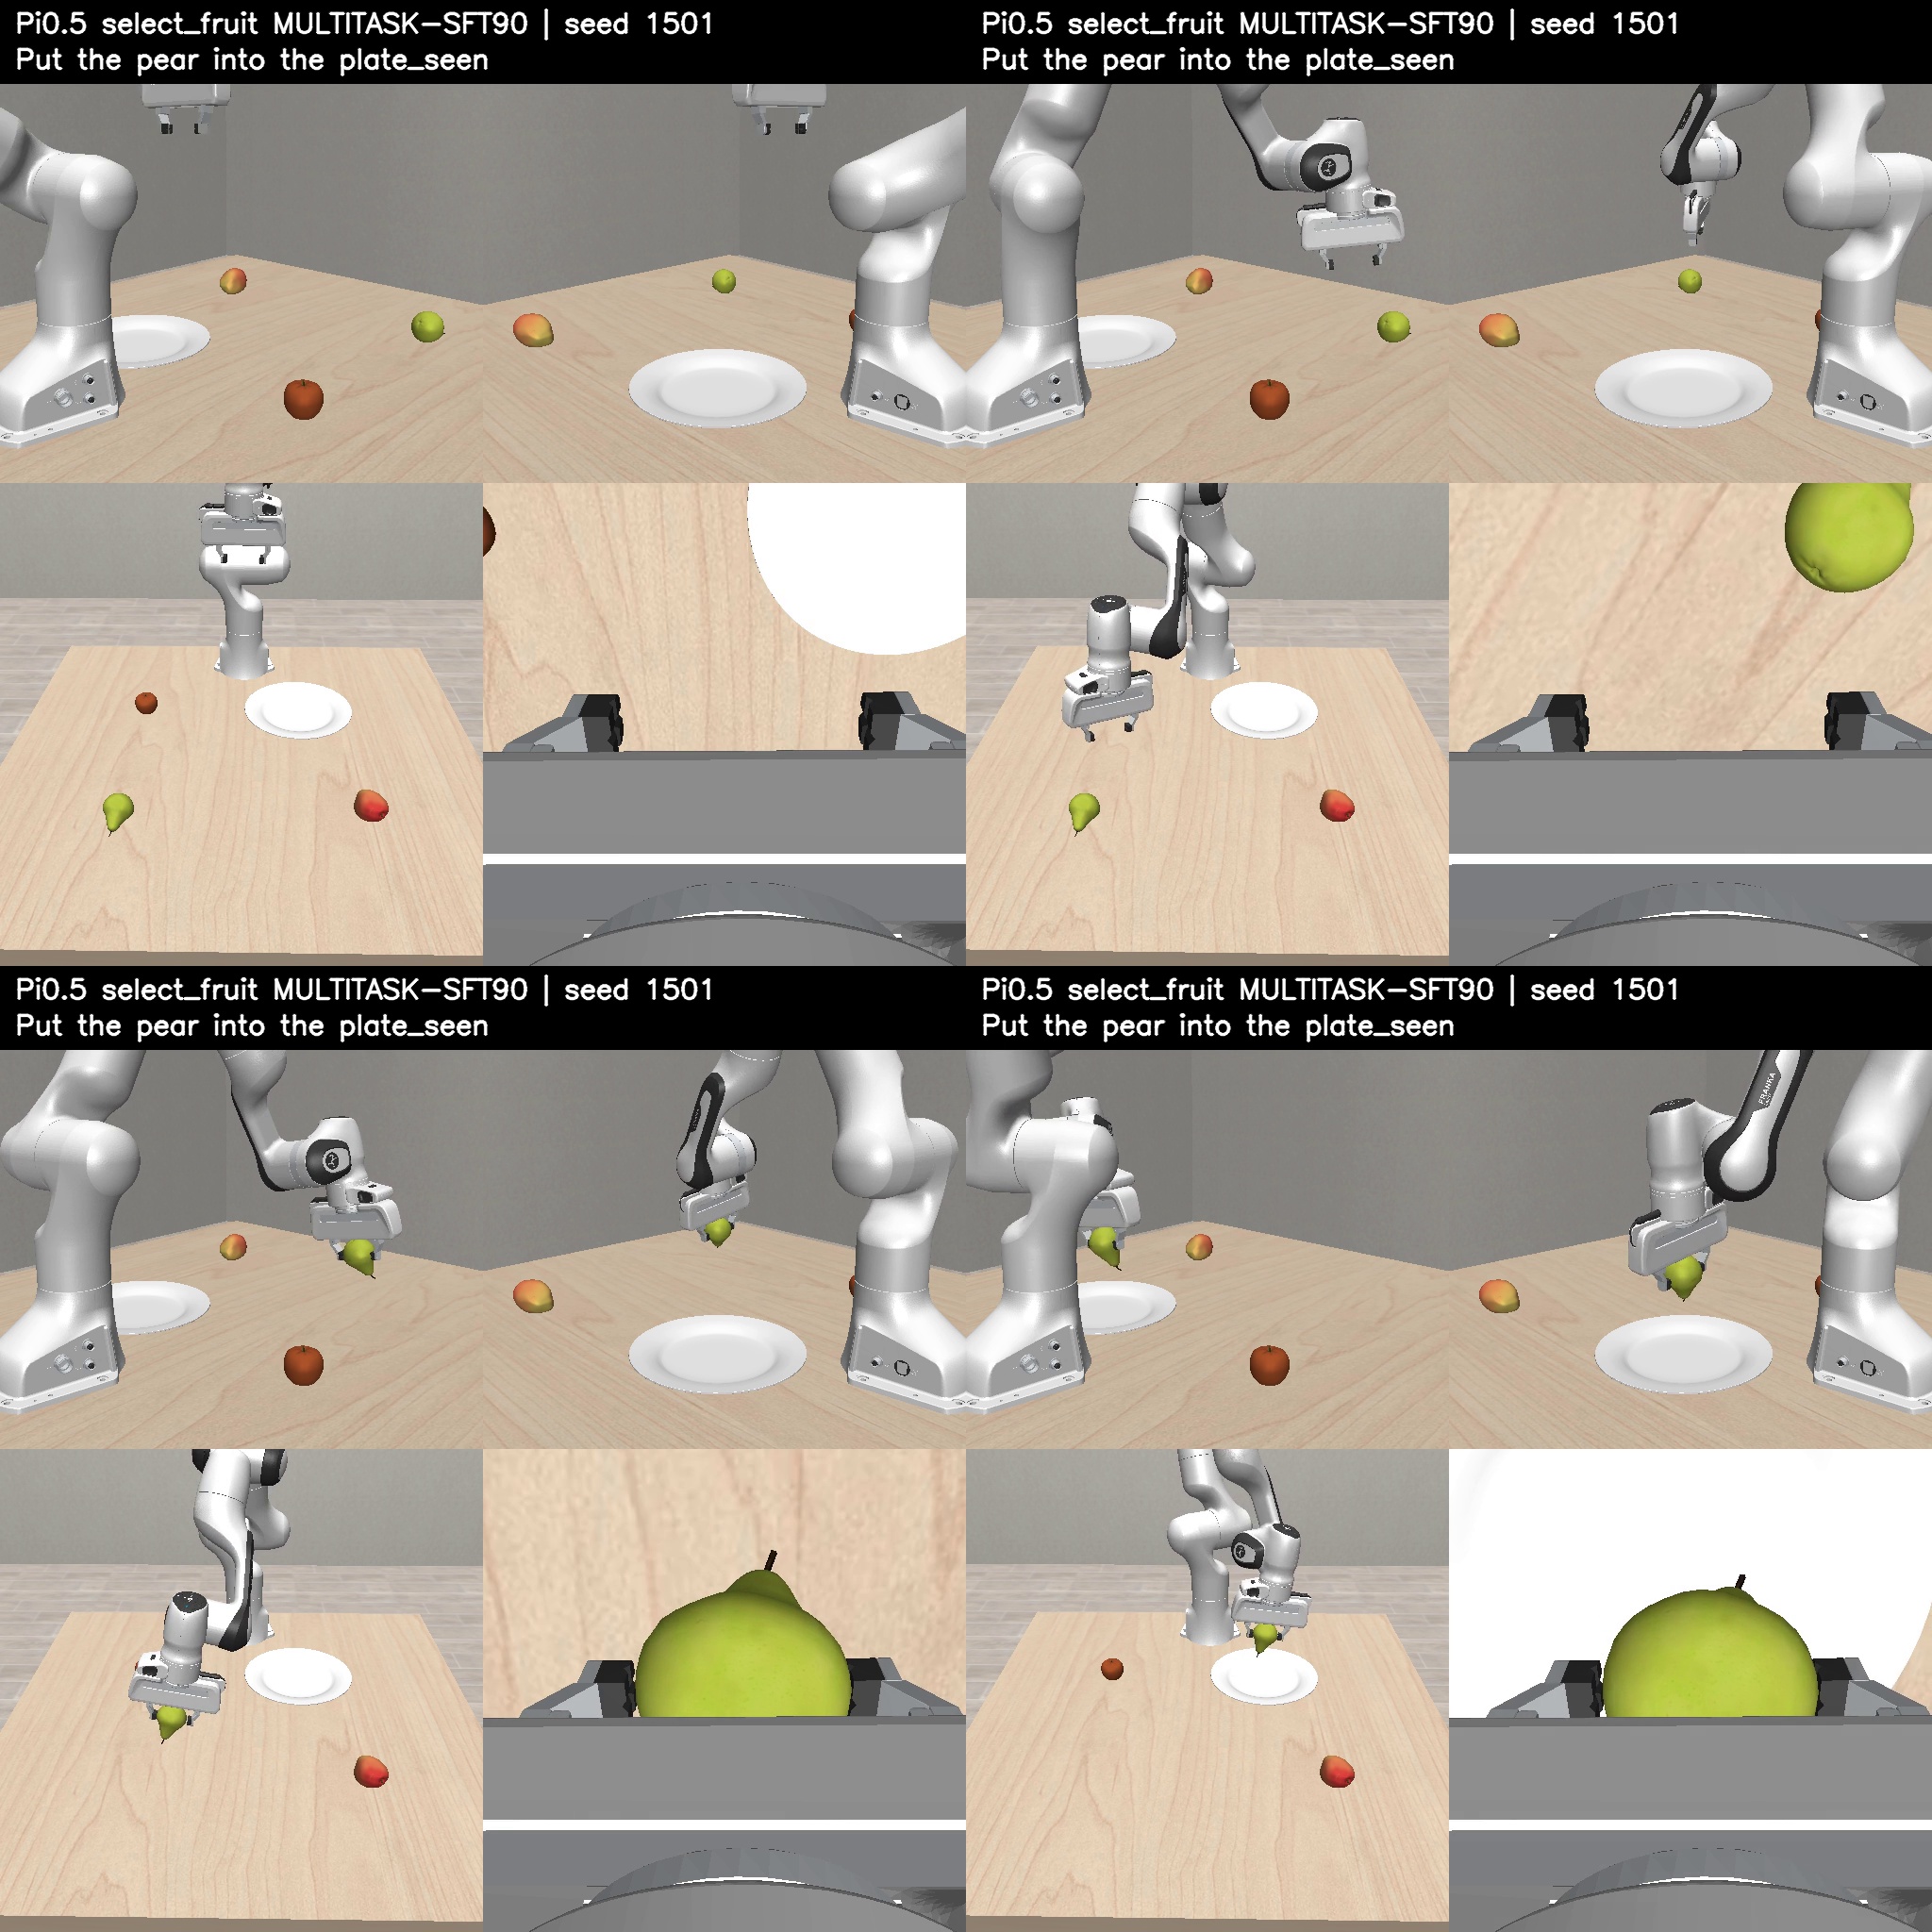 Pi0.5 select_fruit MULTITASK-SFT90 | seed 1501
Put the pear into the plate_seen
Pi0.5 select_fruit MULTITASK-SFT90 | seed 1501
Put the pear into the plate_seen
Pi0.5 select_fruit MULTITASK-SFT90 | seed 1501
Put the pear into the plate_seen
Pi0.5 select_fruit MULTITASK-SFT90 | seed 1501
Put the pear into the plate_seen
FRANKA